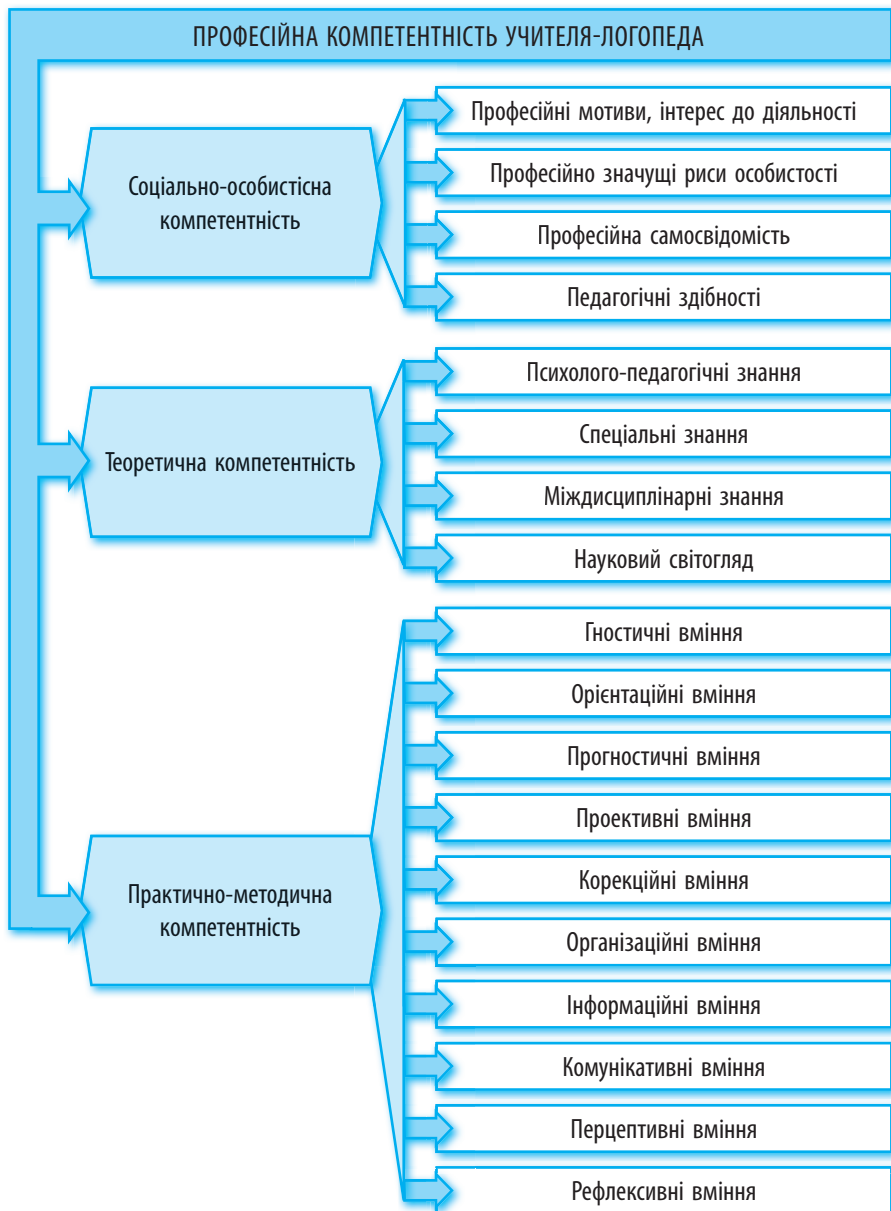 ПРОФЕСІЙНА КОМПЕТЕНТНІСТЬ УЧИТЕЛЯ-ЛОГОПЕДА
Соціально-особистісна
компетентність
Професійні мотиви, інтерес до діяльності
Професійно значущі риси особистості
Професійна самосвідомість
Педагогічні здібності
Теоретична компетентність
Психолого-педагогічні знання
Спеціальні знання
Міждисциплінарні знання
Науковий світогляд
Практично-методична
компетентність
Гностичні вміння
Орієнтаційні вміння
Прогностичні вміння
Проективні вміння
Корекційні вміння
Організаційні вміння
Інформаційні вміння
Комунікативні вміння
Перцептивні вміння
Рефлексивні вміння